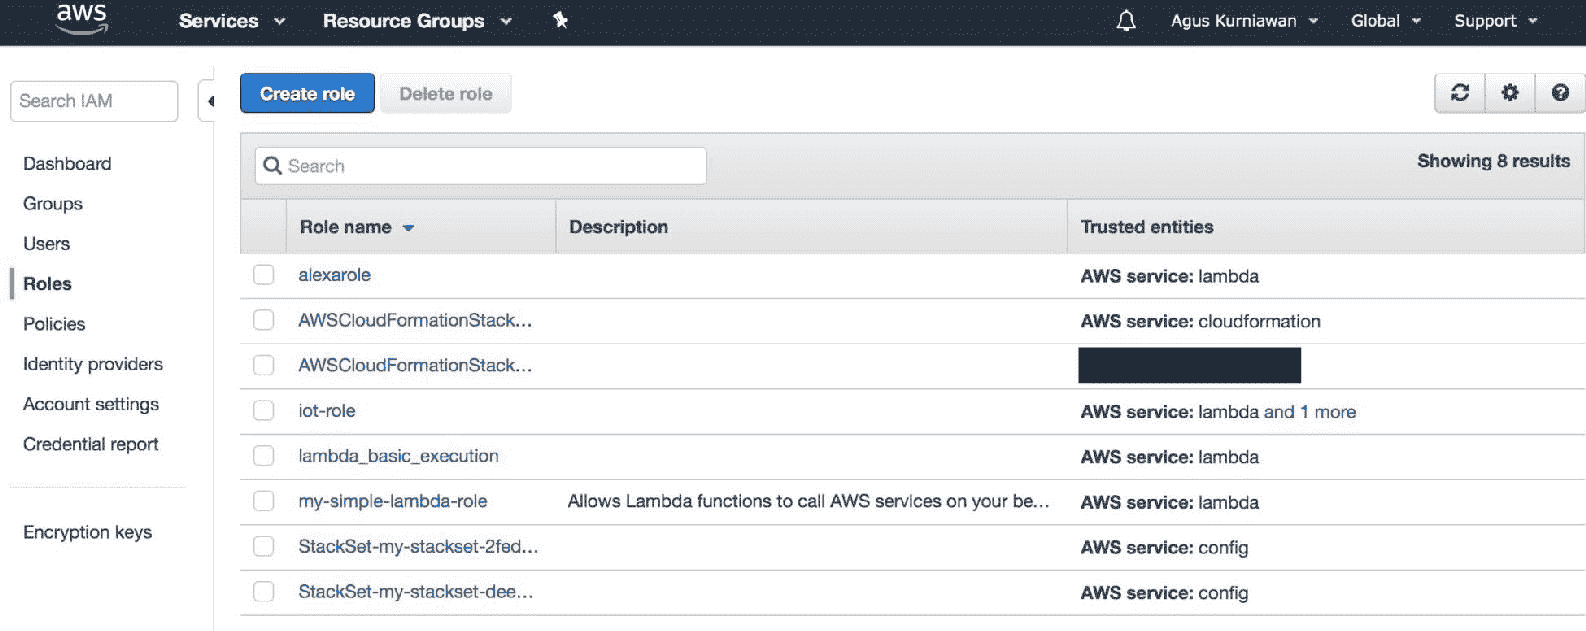 aws Services Resource Groups Agus Kurniawan Global Support
Search IAM
Create role Delete role
Search
Showing 8 results
Dashboard
Groups
Users
Roles
Policies
Identity providers
Account settings
Credential report
Encryption keys
Role name Description Trusted entities
alexarole AWS service: lambda
AWSCloudFormationStack... AWS service: cloudformation
AWSCloudFormationStack...
iot-role AWS service: lambda and 1 more
lambda_basic_execution AWS service: lambda
my-simple-lambda-role Allows Lambda functions to call AWS services on your be... AWS service: lambda
StackSet-my-stackset-2fed... AWS service: config
StackSet-my-stackset-dee... AWS service: config